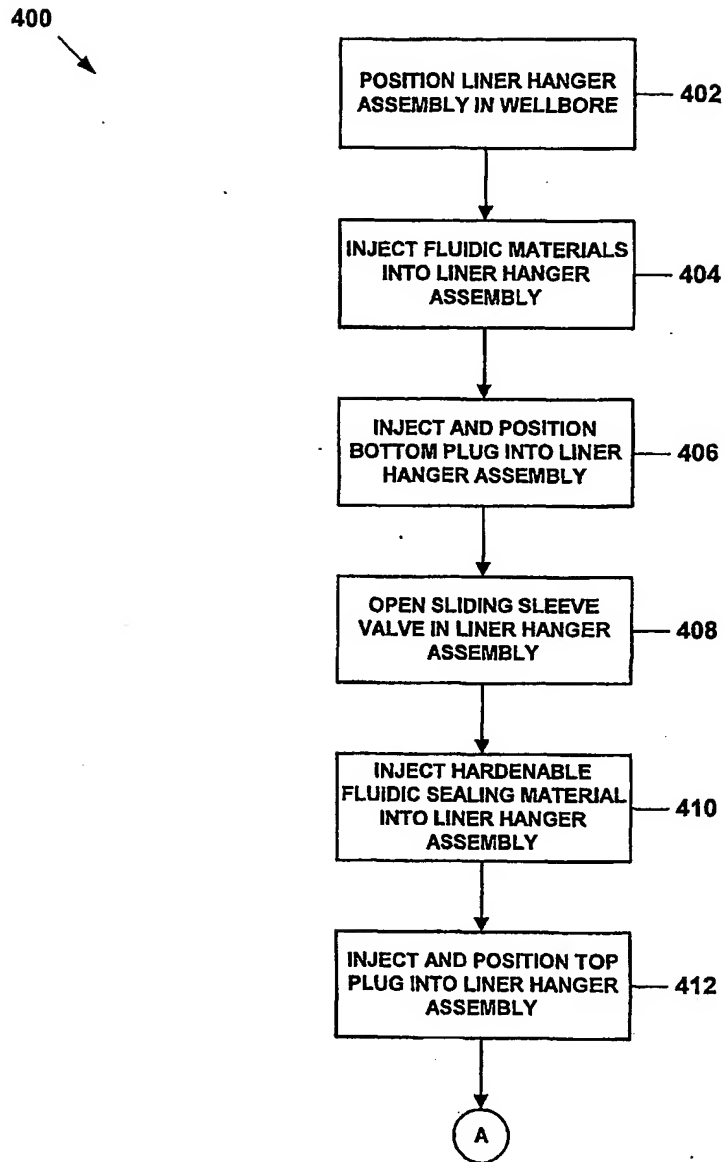 400
POSITION LINER HANGER
ASSEMBLY IN WELLBORE
402
INJECT FLUIDIC MATERIALS
INTO LINER HANGER
ASSEMBLY
404
INJECT AND POSITION
BOTTOM PLUG INTO LINER
HANGER ASSEMBLY
406
OPEN SLIDING SLEEVE
VALVE IN LINER HANGER
ASSEMBLY
408
INJECT HARDENABLE
FLUIDIC SEALING MATERIAL
INTO LINER HANGER
ASSEMBLY
410
INJECT AND POSITION TOP
PLUG INTO LINER HANGER
ASSEMBLY
412
A